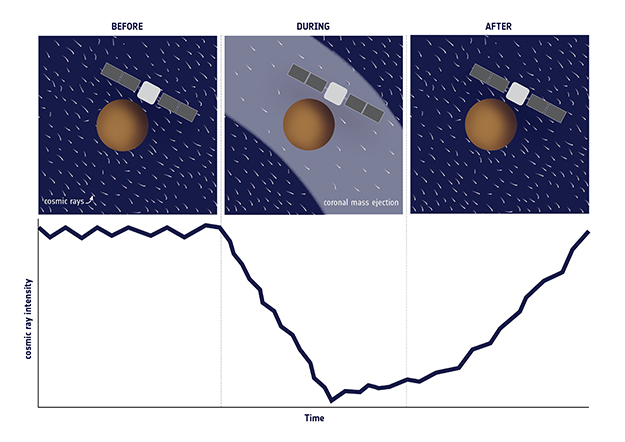 BEFORE
DURING
AFTER
cosmic rays
coronal mass ejection
cosmic ray intensity
Time